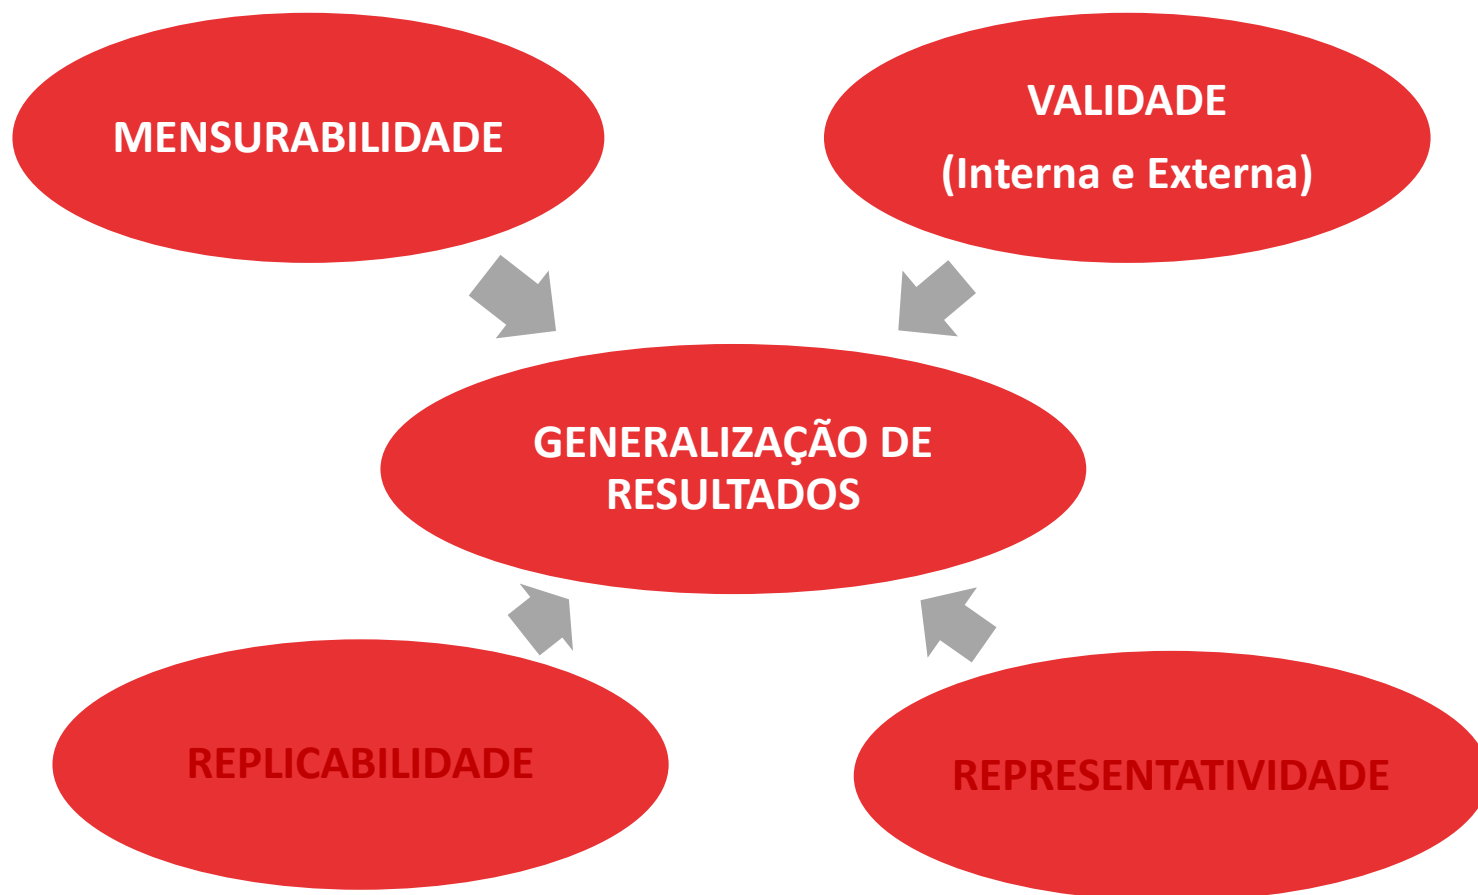 MENSURABILIDADE
VALIDADE
(Interna e Externa)
GENERALIZAÇÃO DE
RESULTADOS
REPLICABILIDADE
REPRESENTATIVIDADE